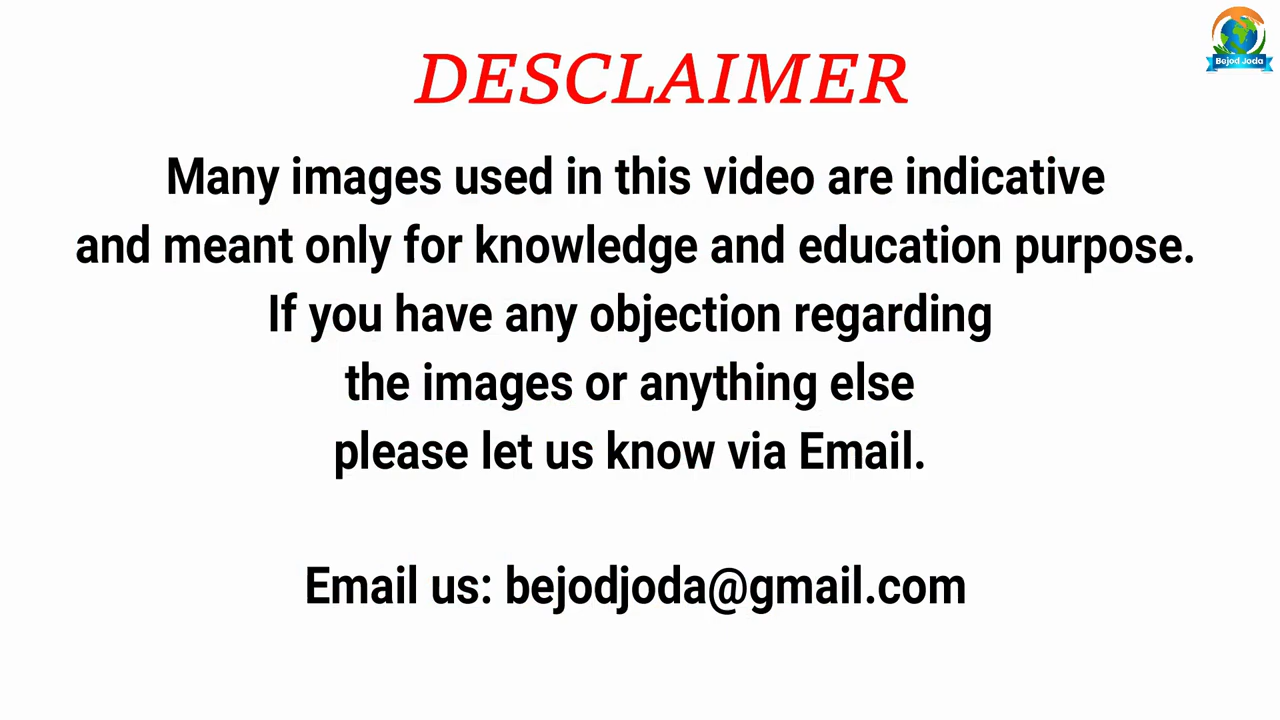 Bejod Joda
DESCLAIMER
Many images used in this video are indicative
and meant only for knowledge and education purpose.
If you have any objection regarding
the images or anything else
please let us know via Email.
Email us: bejodjoda@gmail.com